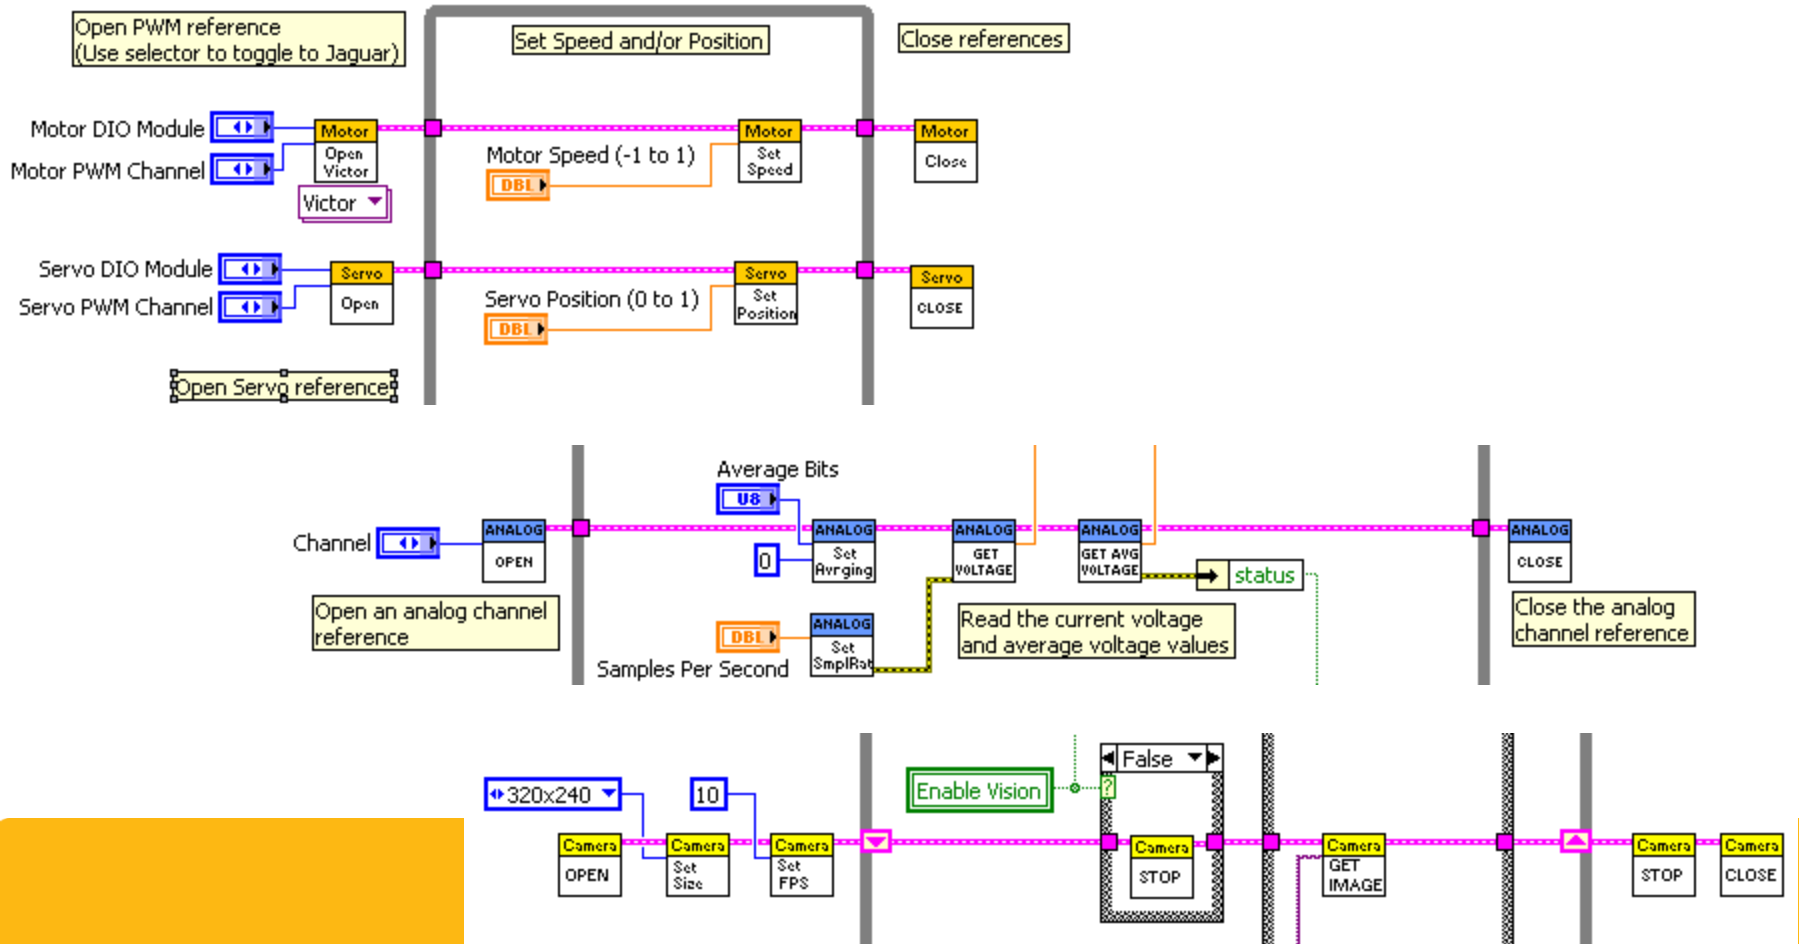 Open PWM reference
(Use selector to toggle to Jaguar)
Set Speed and/or Position
Close references
Motor DIO Module
Motor PWM Channel
Motor
Open
Victor
Victor
Motor Speed (-1 to 1)
DBL
Motor
Set
Speed
Motor
Close
Servo DIO Module
Servo PWM Channel
Servo
Open
Servo Position (0 to 1)
DBL
Servo
Set
Position
Servo
CLOSE
Open Servo reference
Average Bits
U8
Channel
ANALOG
OPEN
0
ANALOG
Set
Avrging
ANALOG
GET
VOLTAGE
ANALOG
GET AVG
VOLTAGE
status
ANALOG
CLOSE
Open an analog channel
reference
DBL
Samples Per Second
ANALOG
Set
SmplRat
Read the current voltage
and average voltage values
Close the analog
channel reference
320x240
10
Enable Vision
False
?
Camera
OPEN
Camera
Set
Size
Camera
Set
FPS
Camera
STOP
Camera
GET
IMAGE
Camera
STOP
Camera
CLOSE